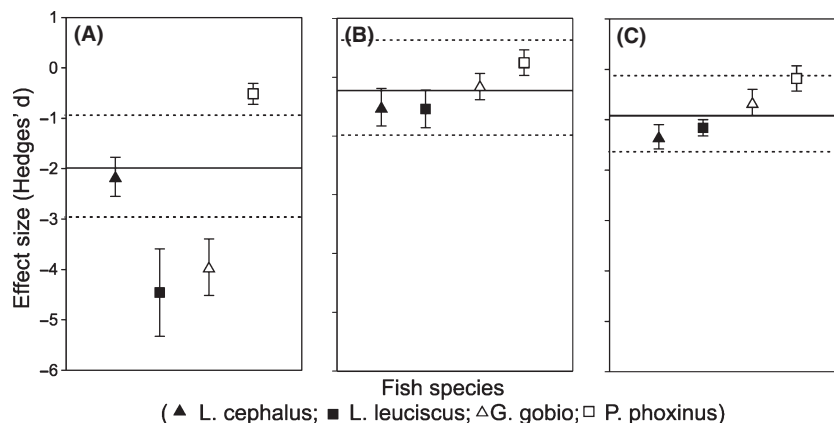 (A)
(B)
(C)
1
0
−1
−2
−3
−4
−5
−6
Effect size (Hedges' d)
Fish species
( ▲ L. cephalus; ■ L. leuciscus; △ G. gobio; □ P. phoxinus)